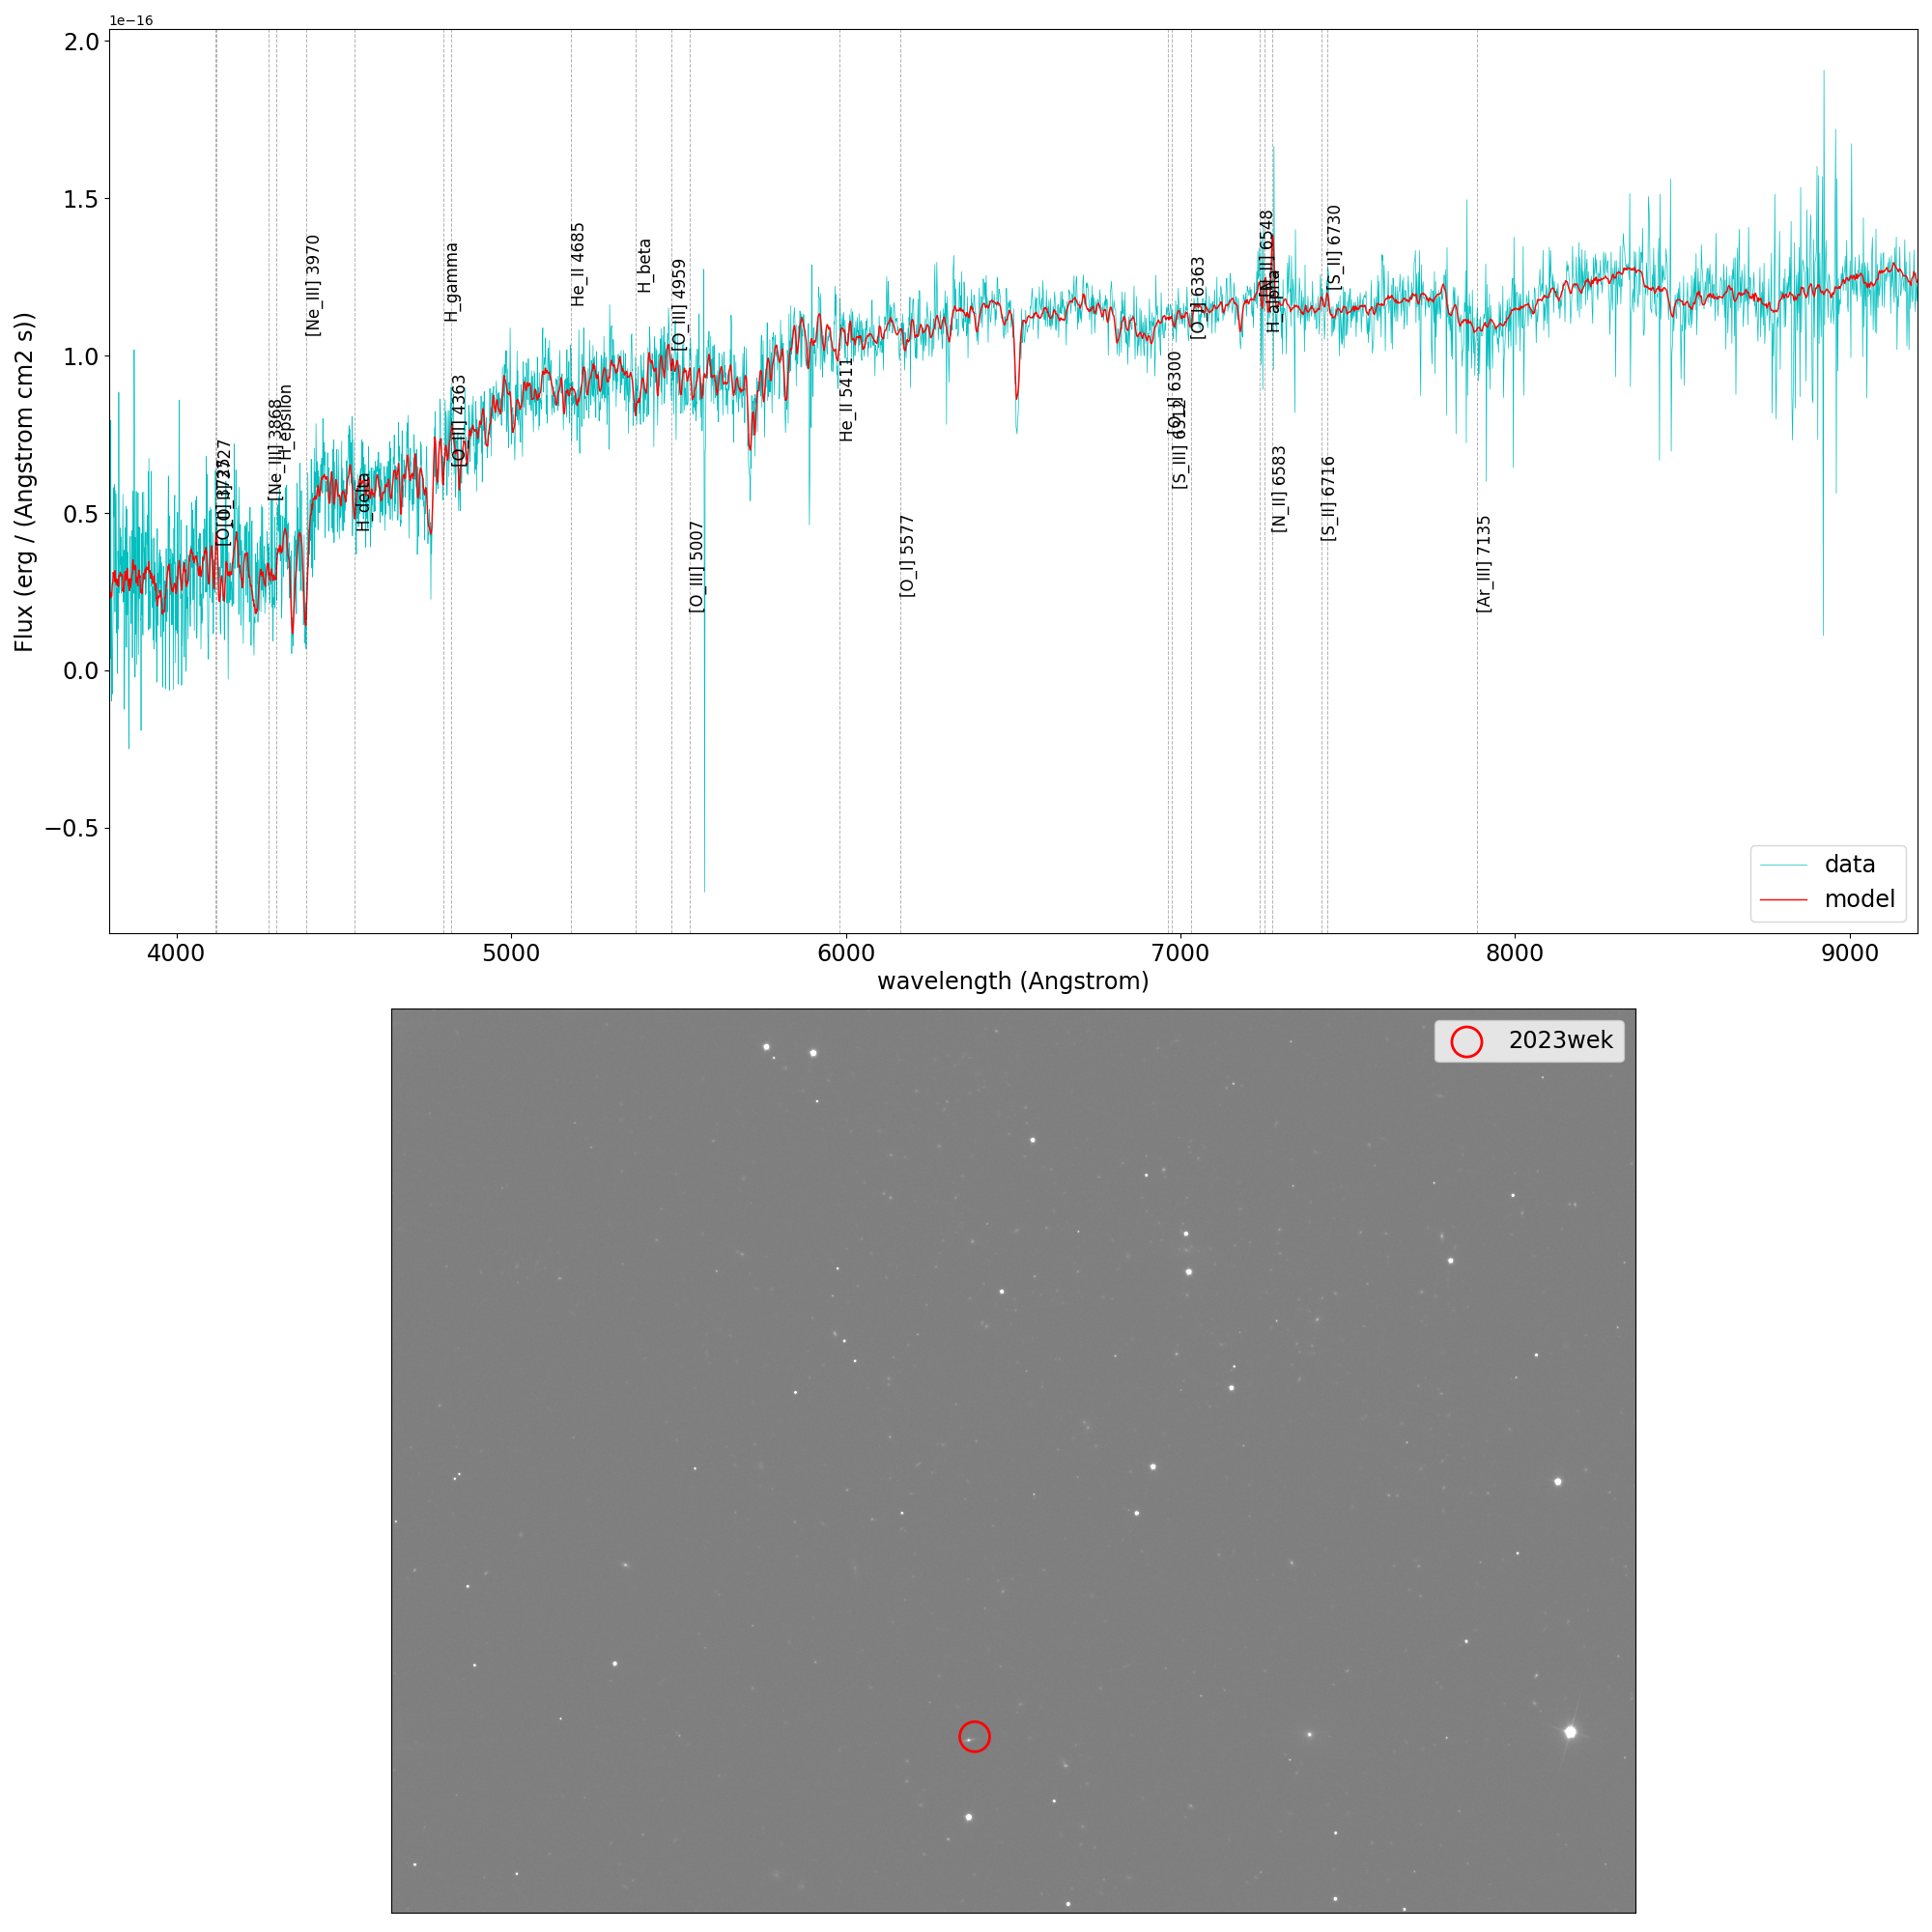 1e−16
2.0
1.5
1.0
0.5
0.0
−0.5
Flux (erg / (Angstrom cm2 s))
[Ne_III] 3868
H_epsilon
[Ne_III] 3970
H_delta
H_gamma
[O_III] 4363
He_II 4685
H_beta
[O_III] 4959
[O_III] 5007
He_II 5411
[O_I] 5577
[O_I] 6300
[S_III] 6312
[O_I] 6363
[N_II] 6548
H_alpha
[N_II] 6583
[S_II] 6716
[S_II] 6730
[Ar_III] 7135
data
model
4000
5000
6000
7000
8000
9000
wavelength (Angstrom)
2023wek